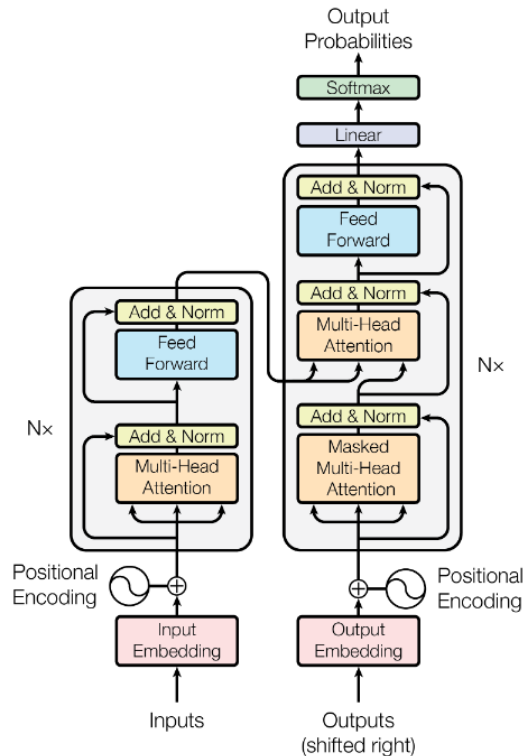 Output
Probabilities
Softmax
Linear
Add & Norm
Feed
Forward
Add & Norm
Multi-Head
Attention
Add & Norm
Masked
Multi-Head
Attention
N×
Add & Norm
Feed
Forward
Add & Norm
Multi-Head
Attention
N×
Positional
Encoding
Positional
Encoding
Input
Embedding
Output
Embedding
Inputs
Outputs
(shifted right)